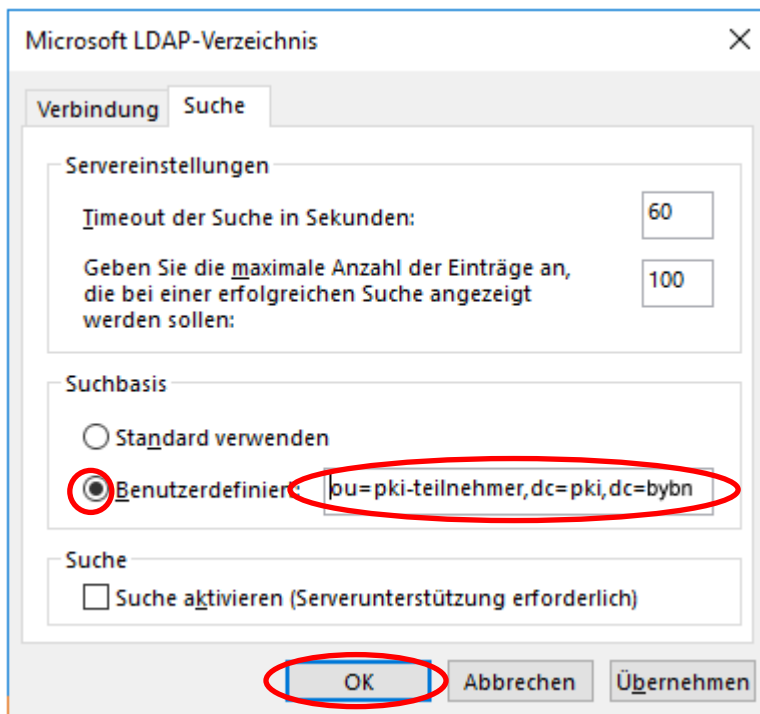 Microsoft LDAP-Verzeichnis
Verbindung
Suche
Servereinstellungen
Timeout der Suche in Sekunden:
60
Geben Sie die maximale Anzahl der Einträge an,
die bei einer erfolgreichen Suche angezeigt
werden sollen:
100
Suchbasis
Standard verwenden
Benutzerdefiniert:
ou=pki-teilnehmer,dc=pki,dc=bybn
Suche
Suche aktivieren (Serverunterstützung erforderlich)
OK
Abbrechen
Übernehmen